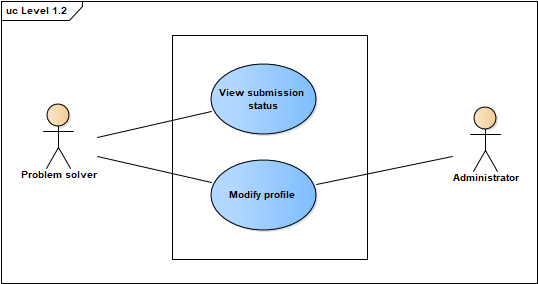 uc Level 1.2
View submission
status
Problem solver
Administrator
Modify profile